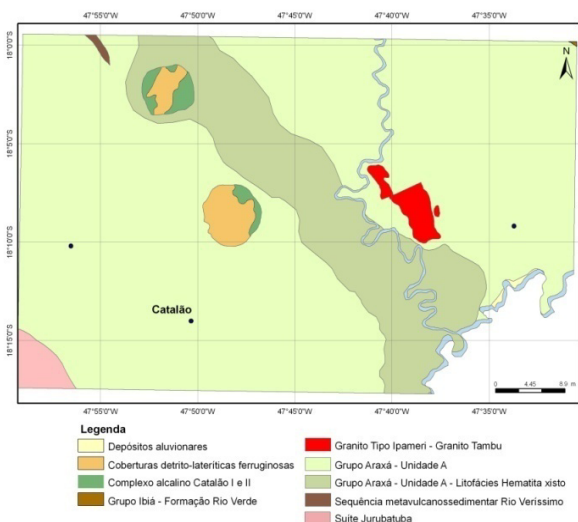 47°55'0"W 47°50'0"W 47°45'0"W 47°40'0"W 47°35'0"W
18°0'0"S
N
18°5'0"S
18°10'0"S
Catalão
18°15'0"S
0 4.45 8.9 m
47°55'0"W 47°50'0"W 47°45'0"W 47°40'0"W 47°35'0"W
Legenda
Depósitos aluvionares
Coberturas detrito-lateríticas ferruginosas
Complexo alcalino Catalão I e II
Grupo Ibiá - Formação Rio Verde
Granito Tipo Ipameri - Granito Tambu
Grupo Araxá - Unidade A
Grupo Araxá - Unidade A - Litofácies Hematita xisto
Sequência metavulcanossedimentar Rio Veríssimo
Suíte Jurubatuba